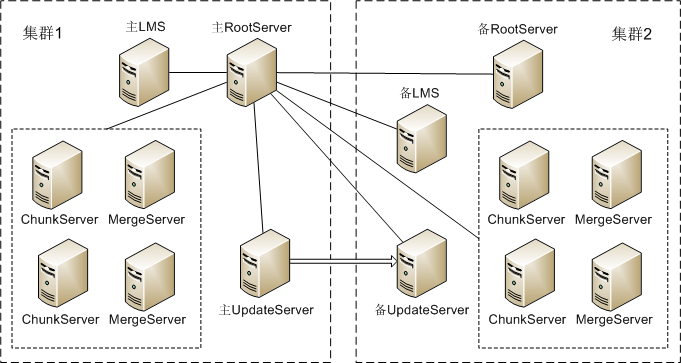 集群1
主LMS
主RootServer
ChunkServer
MergeServer
ChunkServer
MergeServer
主UpdateServer
备RootServer
集群2
备LMS
ChunkServer
MergeServer
备UpdateServer
ChunkServer
MergeServer